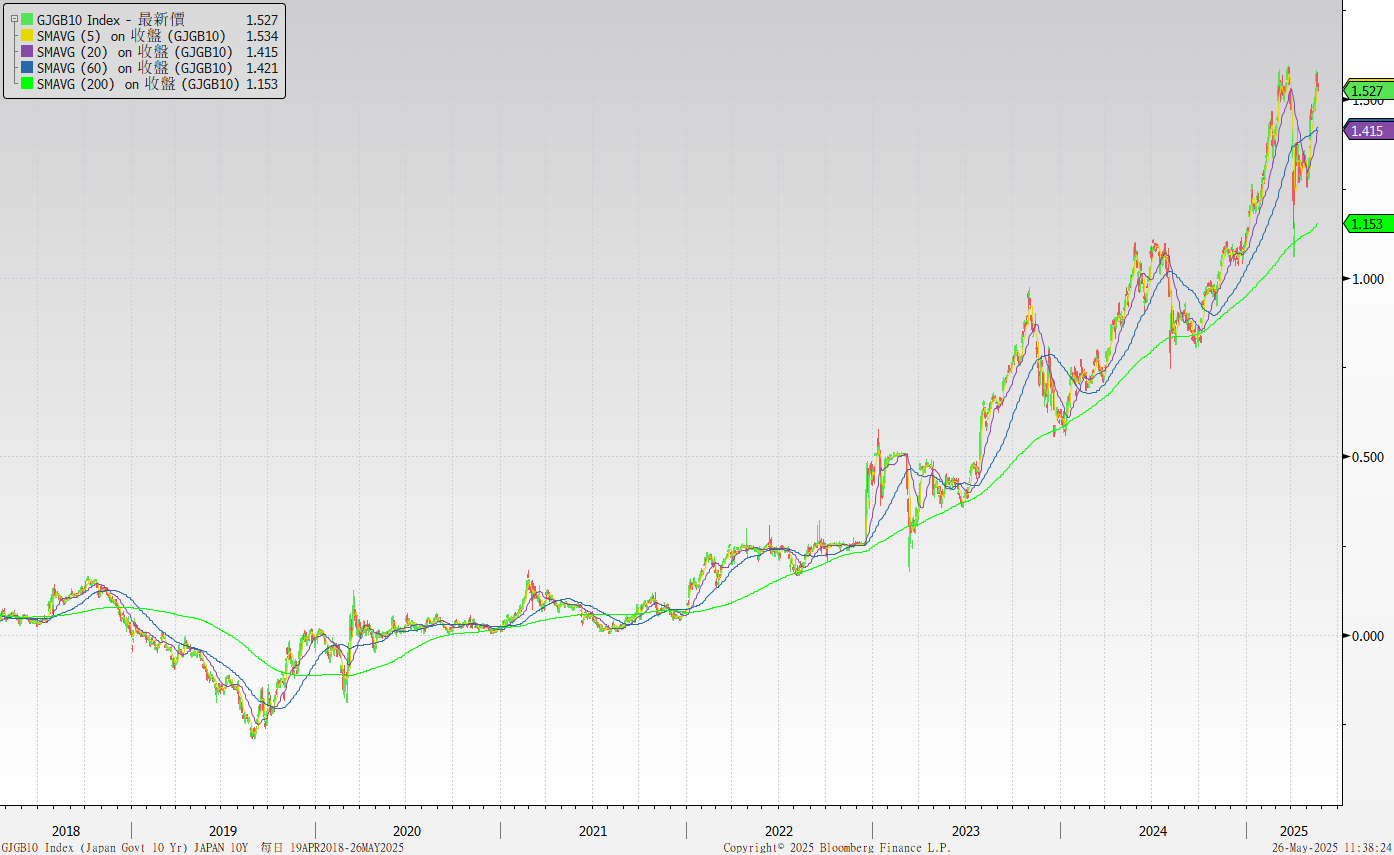 GJGB10 Index - 最新價 1.527
SMAVG (5) on 收盤 (GJGB10) 1.534
SMAVG (20) on 收盤 (GJGB10) 1.415
SMAVG (60) on 收盤 (GJGB10) 1.421
SMAVG (200) on 收盤 (GJGB10) 1.153
1.527
1.500
1.415
1.153
1.000
0.500
0.000
2018 2019 2020 2021 2022 2023 2024 2025
GJGB10 Index (Japan Govt 10 Yr) JAPAN 10Y 每日 19APR2018-26MAY2025 Copyright© 2025 Bloomberg Finance L.P. 26-May-2025 11:38:24